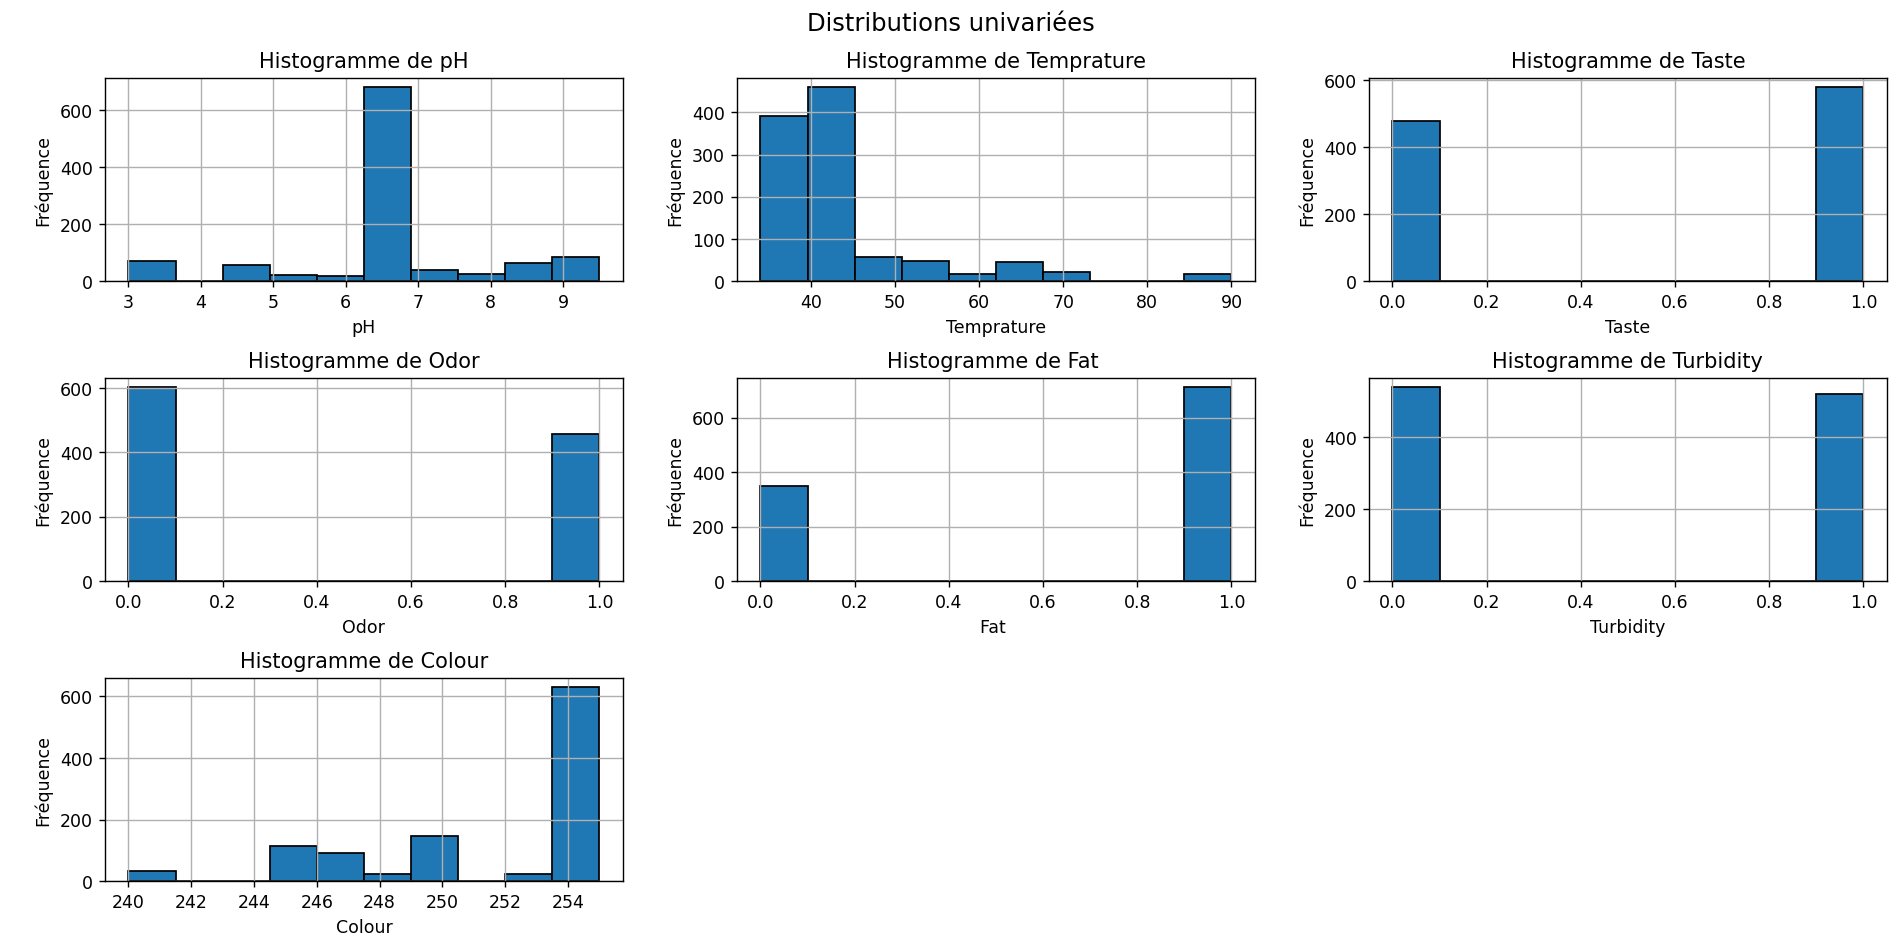 Distributions univariées
Histogramme de pH
Fréquence
600
400
200
0
3 4 5 6 7 8 9
pH
Histogramme de Temprature
Fréquence
400
300
200
100
0
40 50 60 70 80 90
Temprature
Histogramme de Taste
Fréquence
600
400
200
0
0.0 0.2 0.4 0.6 0.8 1.0
Taste
Histogramme de Odor
Fréquence
600
400
200
0
0.0 0.2 0.4 0.6 0.8 1.0
Odor
Histogramme de Fat
Fréquence
600
400
200
0
0.0 0.2 0.4 0.6 0.8 1.0
Fat
Histogramme de Turbidity
Fréquence
400
200
0
0.0 0.2 0.4 0.6 0.8 1.0
Turbidity
Histogramme de Colour
Fréquence
600
400
200
0
240 242 244 246 248 250 252 254
Colour